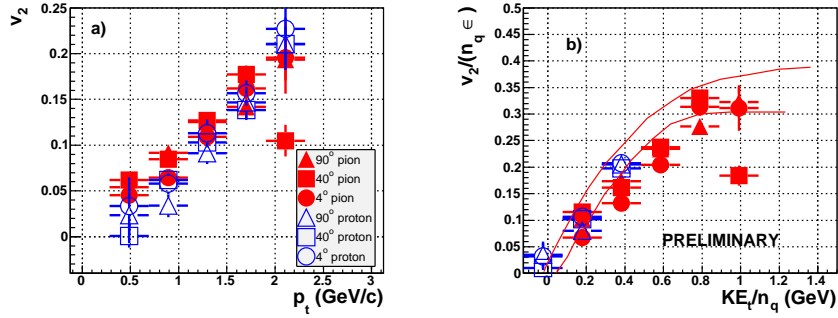 a)
v2
0.25
0.2
0.15
0.1
0.05
0
0 0.5 1 1.5 2 2.5 3
pt (GeV/c)
90° pion
40° pion
4° pion
90° proton
40° proton
4° proton
b)
v2/(nq ∈)
0.5
0.45
0.4
0.35
0.3
0.25
0.2
0.15
0.1
0.05
0
0 0.2 0.4 0.6 0.8 1 1.2 1.4
KEt/nq (GeV)
PRELIMINARY